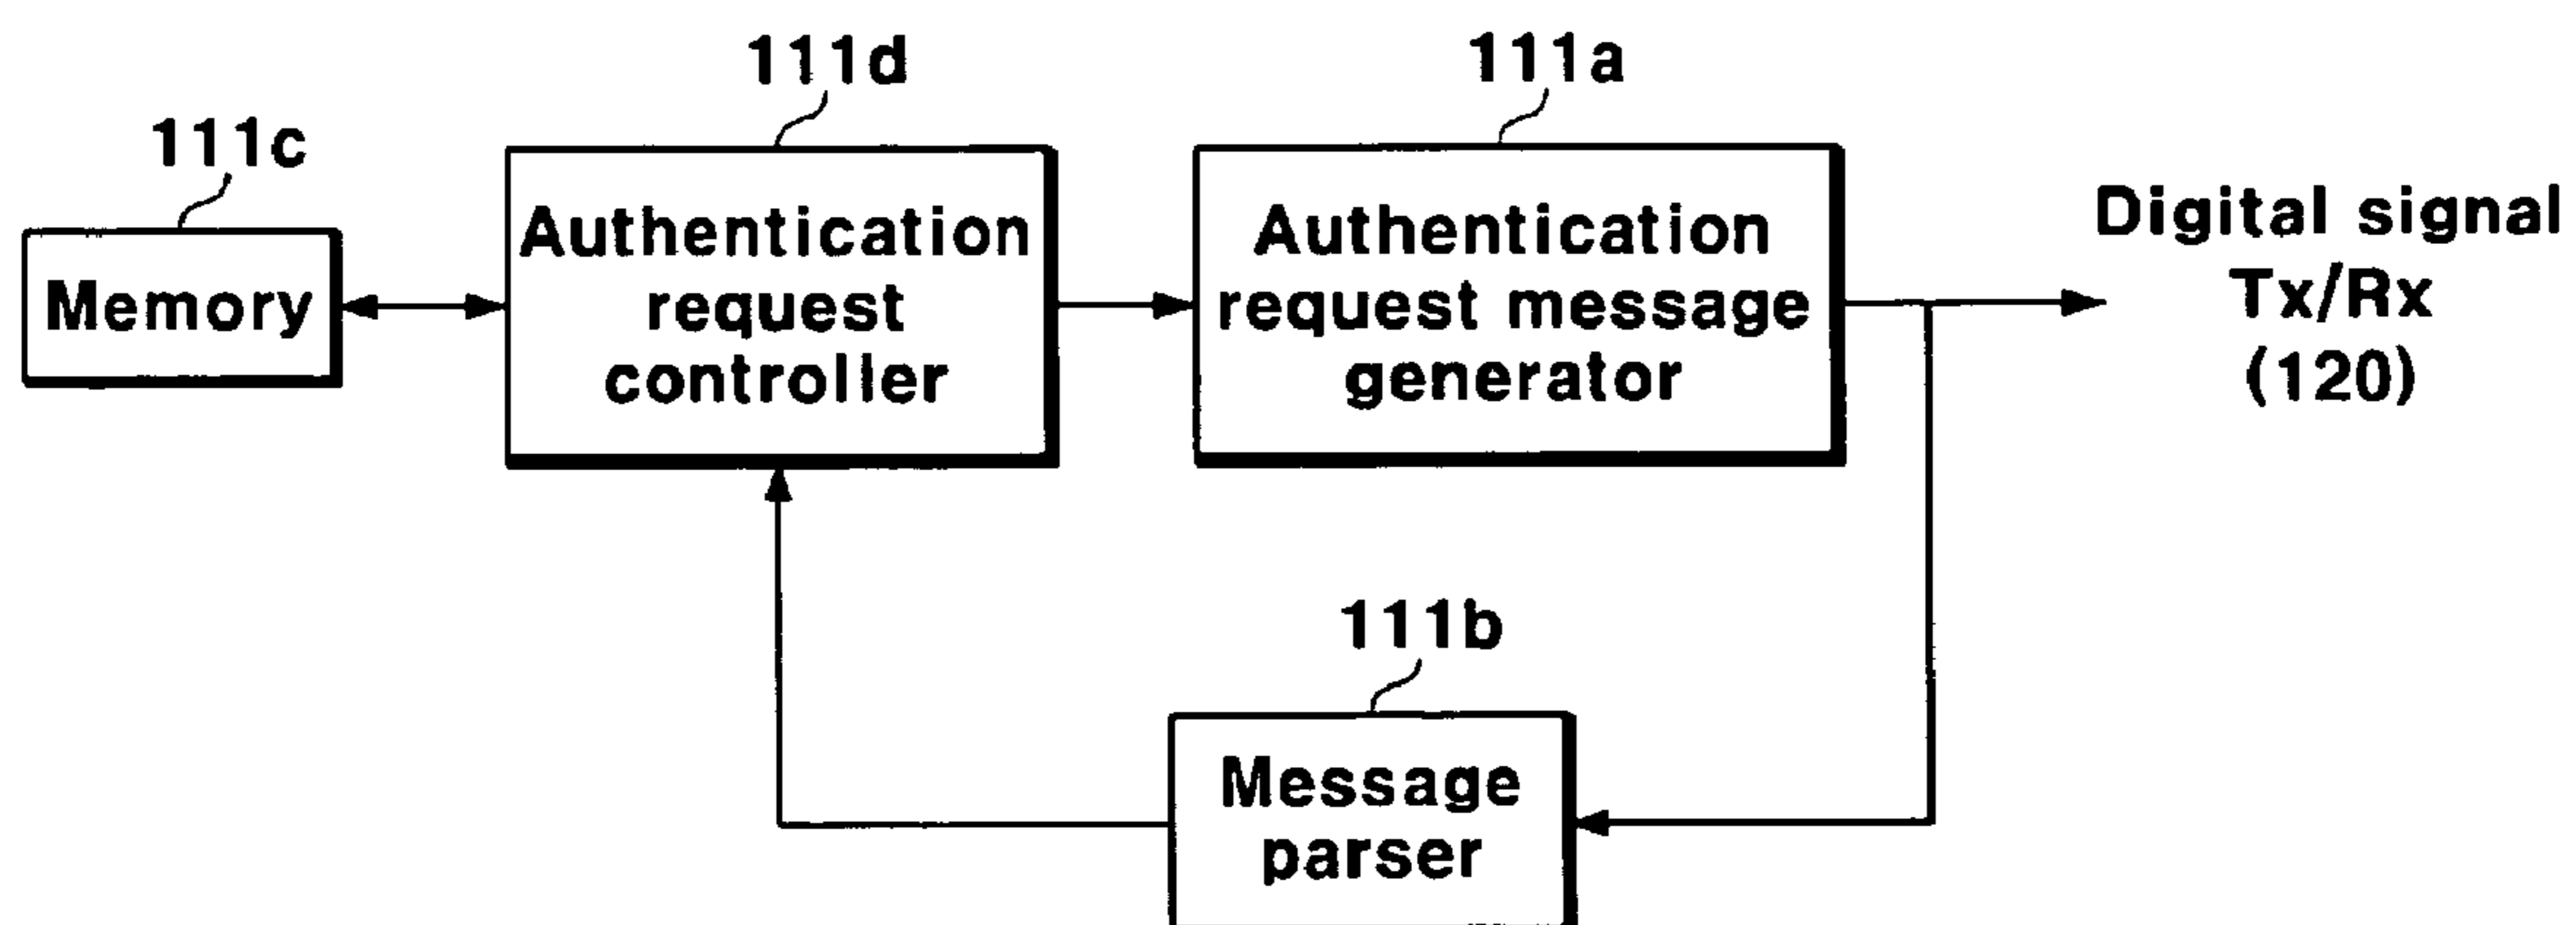 111c
Memory
111d
Authentication
request
controller
111a
Authentication
request message
generator
Digital signal
Tx/Rx
(120)
111b
Message
parser